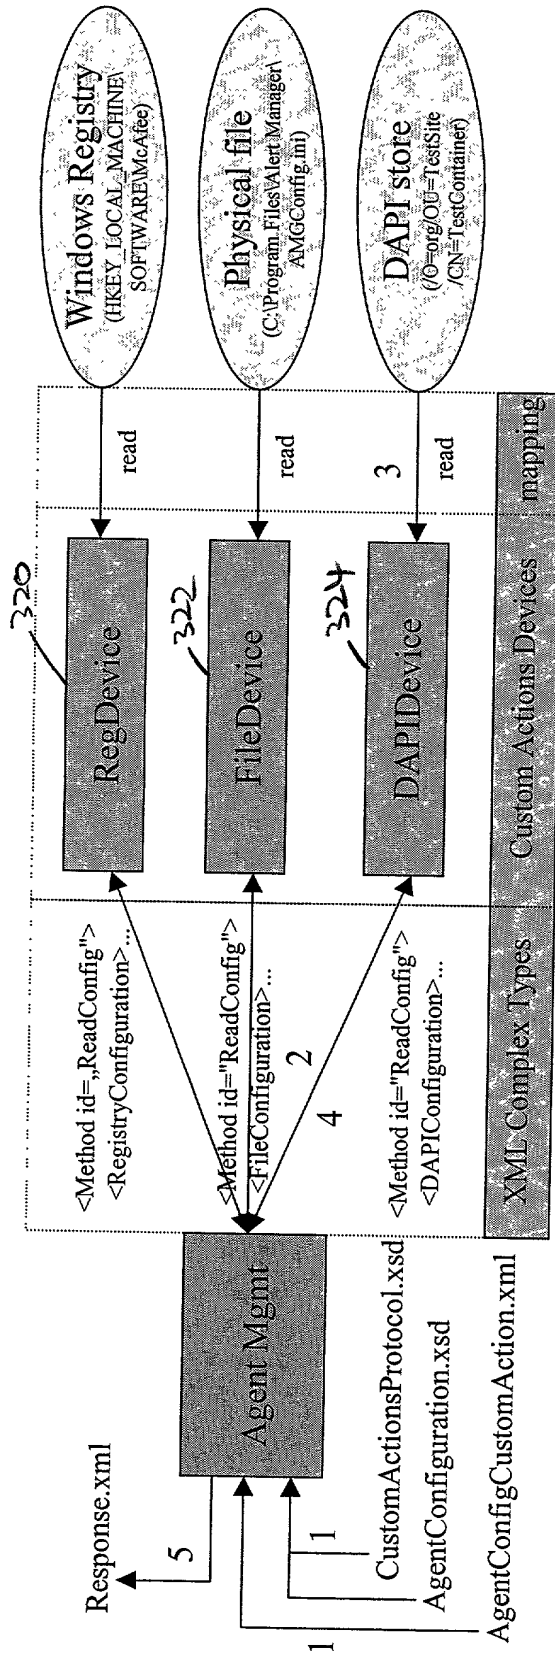 Response.xml
5
Agent Mgmt
1
CustomActionsProtocol.xsd
AgentConfiguration.xsd
1
AgentConfigCustomAction.xml
<Method id=„ReadConfig">
<RegistryConfiguration>...
<Method id="ReadConfig">
<FileConfiguration>...
2
4
<Method id="ReadConfig">
<DAPIConfiguration>...
XML Complex Types
320
RegDevice
322
FileDevice
324
DAPIDevice
Custom Actions Devices
read
read
3
read
mapping
Windows Registry
(HKEY_LOCAL_MACHINE\
SOFTWARE\McAfee)
Physical file
(C:\Program Files\Alert Manager\
AMGConfig.ini)
DAPI store
(/O=org/OU=TestSite
/CN=TestContainer)